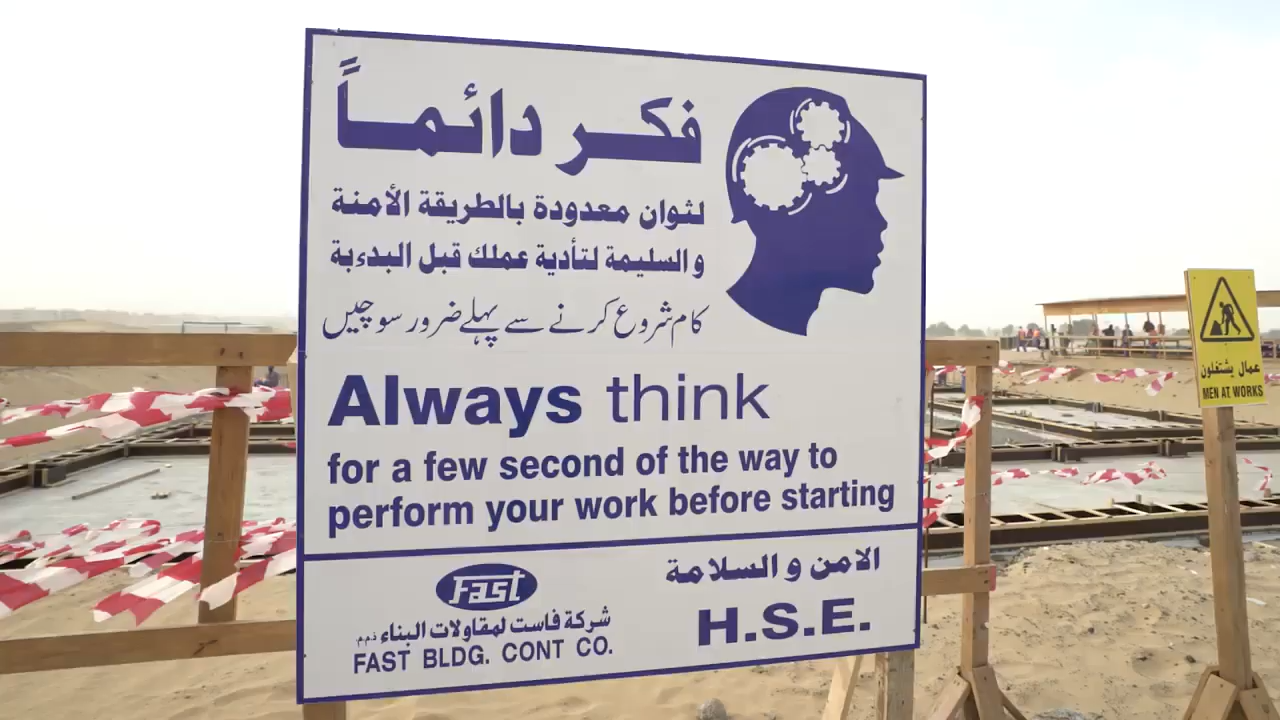 فكر دائماً
لثوان معدودة بالطريقة الأمنة
و السليمة لتأدية عملك قبل البدءبة
کام شروع کرنے سے پہلے ضرور سوچیں
Always think
for a few second of the way to
perform your work before starting
Fast
شركة فاست لمقاولات البناء ذ.م.م
FAST BLDG. CONT CO.
الامن و السلامة
H.S.E.
عمال يشتغلون
MEN AT WORKS